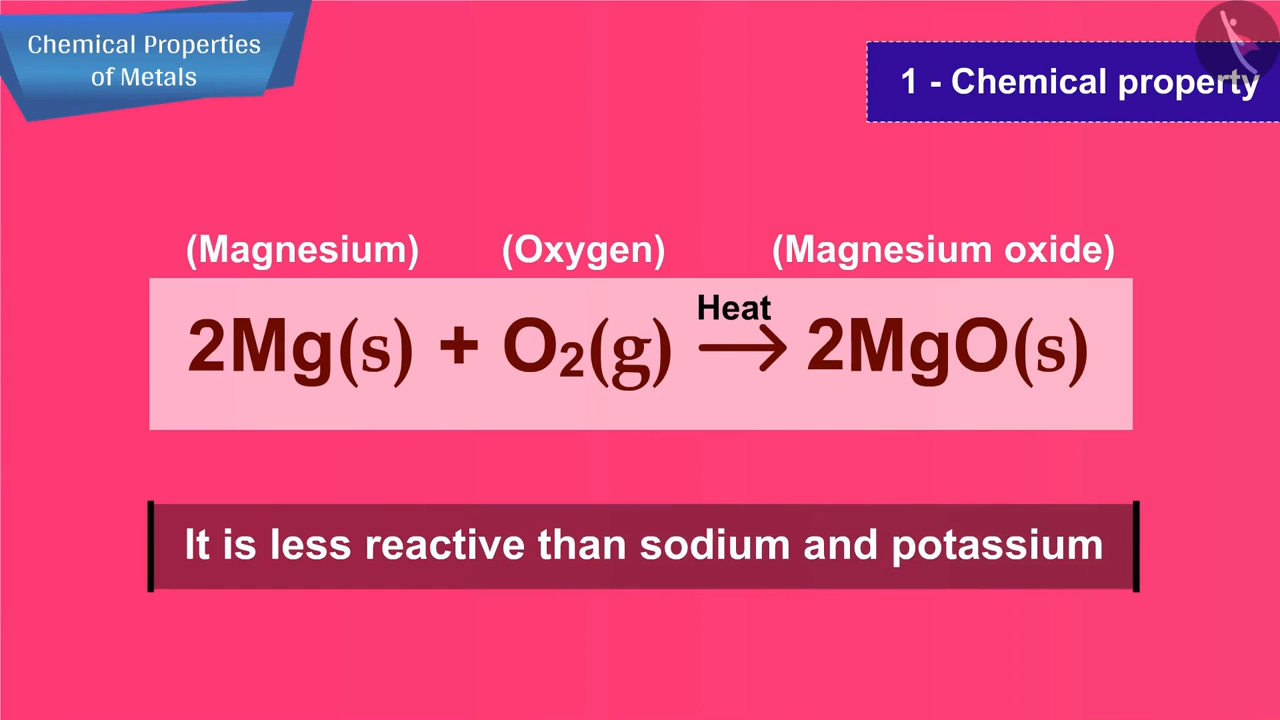 Chemical Properties
of Metals
1 - Chemical property
(Magnesium) (Oxygen) (Magnesium oxide)
Heat
2Mg(s) + O₂(g) → 2MgO(s)
It is less reactive than sodium and potassium